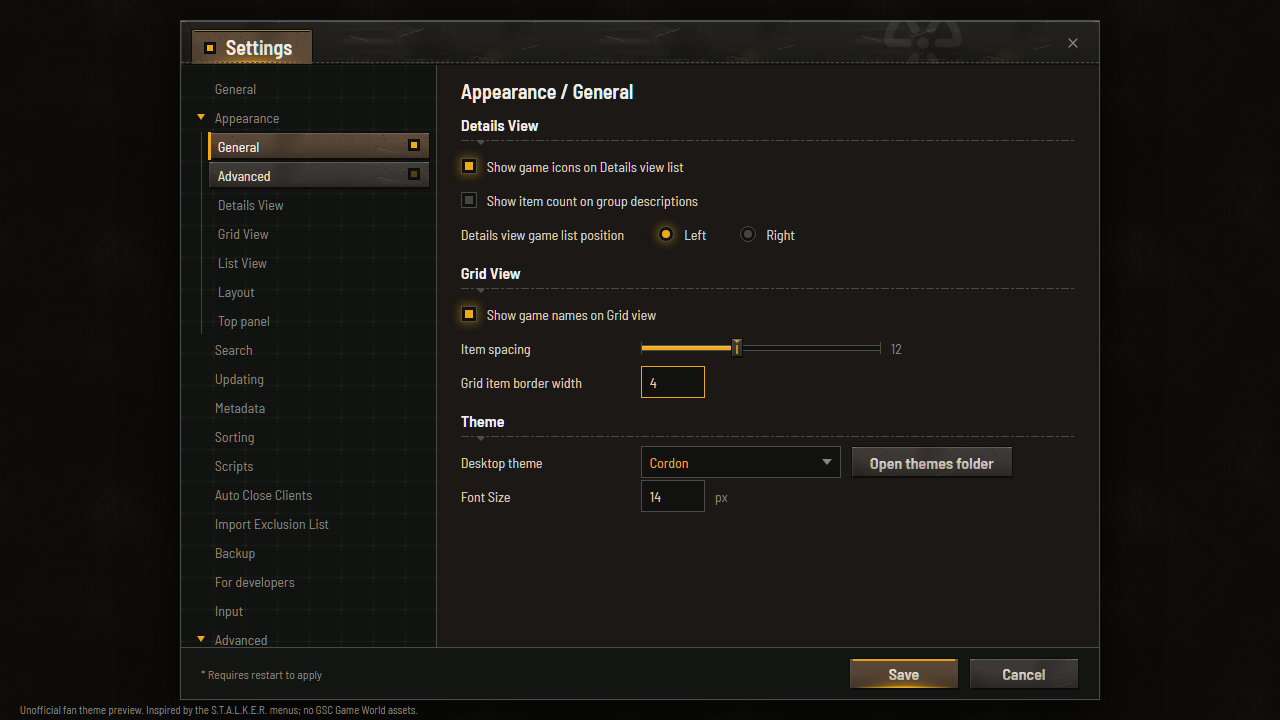 Settings
General
Appearance
General
Advanced
Details View
Grid View
List View
Layout
Top panel
Search
Updating
Metadata
Sorting
Scripts
Auto Close Clients
Import Exclusion List
Backup
For developers
Input
Advanced
Appearance / General
Details View
Show game icons on Details view list
Show item count on group descriptions
Details view game list position Left Right
Grid View
Show game names on Grid view
Item spacing 12
Grid item border width 4
Theme
Desktop theme Cordon Open themes folder
Font Size 14 px
* Requires restart to apply
Save Cancel
Unofficial fan theme preview. Inspired by the S.T.A.L.K.E.R. menus; no GSC Game World assets.